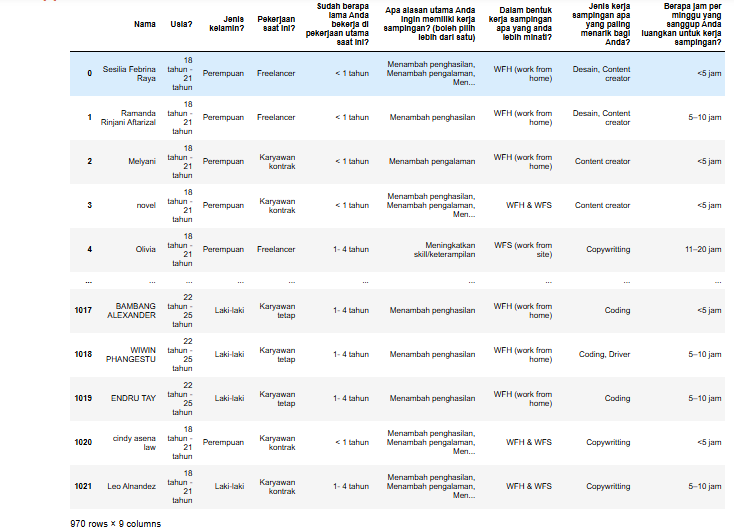 Nama Usia? Jenis kelamin? Pekerjaan saat ini? Sudah berapa lama Anda bekerja di pekerjaan utama saat ini? Apa alasan utama Anda ingin memiliki kerja sampingan? (boleh pilih lebih dari satu) Dalam bentuk kerja sampingan apa yang anda lebih minati? Jenis kerja sampingan apa yang paling menarik bagi Anda? Berapa jam per minggu yang sanggup Anda luangkan untuk kerja sampingan?
0 Sesilia Febrina Raya 18 tahun - 21 tahun Perempuan Freelancer < 1 tahun Menambah penghasilan, Menambah pengalaman, Men... WFH (work from home) Desain, Content creator <5 jam
1 Ramanda Rinjani Aftarizal 18 tahun - 21 tahun Perempuan Freelancer < 1 tahun Menambah penghasilan WFH (work from home) Desain, Content creator 5–10 jam
2 Melyani 18 tahun - 21 tahun Perempuan Karyawan kontrak < 1 tahun Menambah pengalaman WFH (work from home) Content creator <5 jam
3 novel 18 tahun - 21 tahun Perempuan Karyawan kontrak < 1 tahun Menambah penghasilan, Menambah pengalaman, Men... WFH & WFS Content creator <5 jam
4 Olivia 18 tahun - 21 tahun Perempuan Freelancer 1- 4 tahun Meningkatkan skill/keterampilan WFS (work from site) Copywritting 11–20 jam
... ... ... ... ... ... ... ... ... ...
1017 BAMBANG ALEXANDER 22 tahun - 25 tahun Laki-laki Karyawan tetap 1- 4 tahun Menambah penghasilan WFH (work from home) Coding <5 jam
1018 WIWIN PHANGESTU 22 tahun - 25 tahun Laki-laki Karyawan tetap 1- 4 tahun Menambah penghasilan WFH (work from home) Coding, Driver 5–10 jam
1019 ENDRU TAY 22 tahun - 25 tahun Laki-laki Karyawan tetap 1- 4 tahun Menambah penghasilan WFH (work from home) Coding 5–10 jam
1020 cindy asena law 18 tahun - 21 tahun Perempuan Karyawan kontrak < 1 tahun Menambah penghasilan, Menambah pengalaman, Men... WFH & WFS Copywritting <5 jam
1021 Leo Alnandez 18 tahun - 21 tahun Laki-laki Karyawan kontrak 1- 4 tahun Menambah penghasilan, Menambah pengalaman, Men... WFH & WFS Copywritting 5–10 jam
970 rows × 9 columns